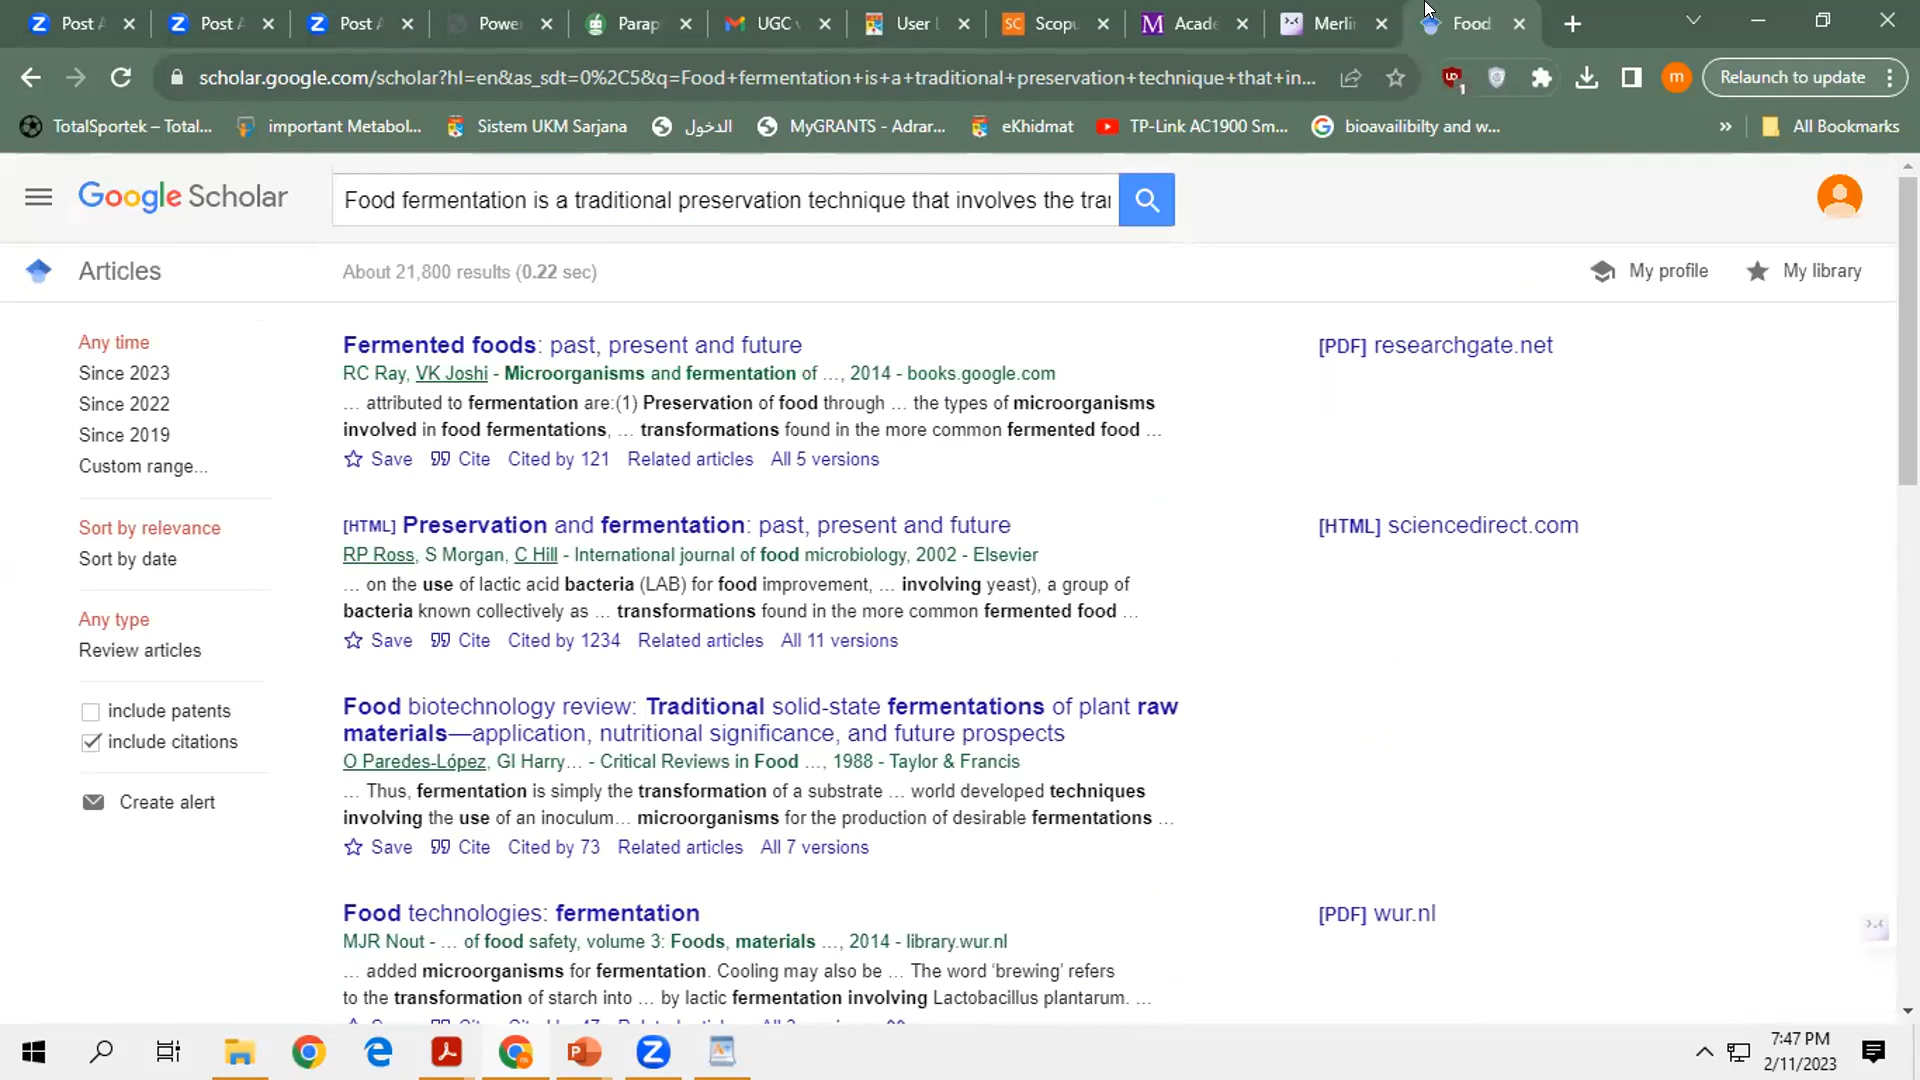 Post A
Post A
Post A
Power
Parap
UGC
User
SC Scopu
M Acade
Merlin
Food
scholar.google.com/scholar?hl=en&as_sdt=0%2C5&q=Food+fermentation+is+a+traditional+preservation+technique+that+in...
1
m
Relaunch to update
TotalSportek – Total...
important Metabol...
Sistem UKM Sarjana
الدخول
MyGRANTS - Adrar...
eKhidmat
TP-Link AC1900 Sm...
bioavailibilty and w...
»
All Bookmarks
Google Scholar
Food fermentation is a traditional preservation technique that involves the tra
Articles
About 21,800 results (0.22 sec)
My profile
My library
Any time
Since 2023
Since 2022
Since 2019
Custom range...
Sort by relevance
Sort by date
Any type
Review articles
include patents
include citations
Create alert
Fermented foods: past, present and future
RC Ray, VK Joshi - Microorganisms and fermentation of …, 2014 - books.google.com
… attributed to fermentation are:(1) Preservation of food through … the types of microorganisms
involved in food fermentations, … transformations found in the more common fermented food …
Save Cite Cited by 121 Related articles All 5 versions
[PDF] researchgate.net
[HTML] Preservation and fermentation: past, present and future
RP Ross, S Morgan, C Hill - International journal of food microbiology, 2002 - Elsevier
… on the use of lactic acid bacteria (LAB) for food improvement, … involving yeast), a group of
bacteria known collectively as … transformations found in the more common fermented food …
Save Cite Cited by 1234 Related articles All 11 versions
[HTML] sciencedirect.com
Food biotechnology review: Traditional solid-state fermentations of plant raw
materials—application, nutritional significance, and future prospects
O Paredes-López, GI Harry… - Critical Reviews in Food …, 1988 - Taylor & Francis
… Thus, fermentation is simply the transformation of a substrate … world developed techniques
involving the use of an inoculum… microorganisms for the production of desirable fermentations …
Save Cite Cited by 73 Related articles All 7 versions
Food technologies: fermentation
MJR Nout - … of food safety, volume 3: Foods, materials …, 2014 - library.wur.nl
… added microorganisms for fermentation. Cooling may also be … The word ‘brewing’ refers
to the transformation of starch into … by lactic fermentation involving Lactobacillus plantarum. …
[PDF] wur.nl
7:47 PM
2/11/2023